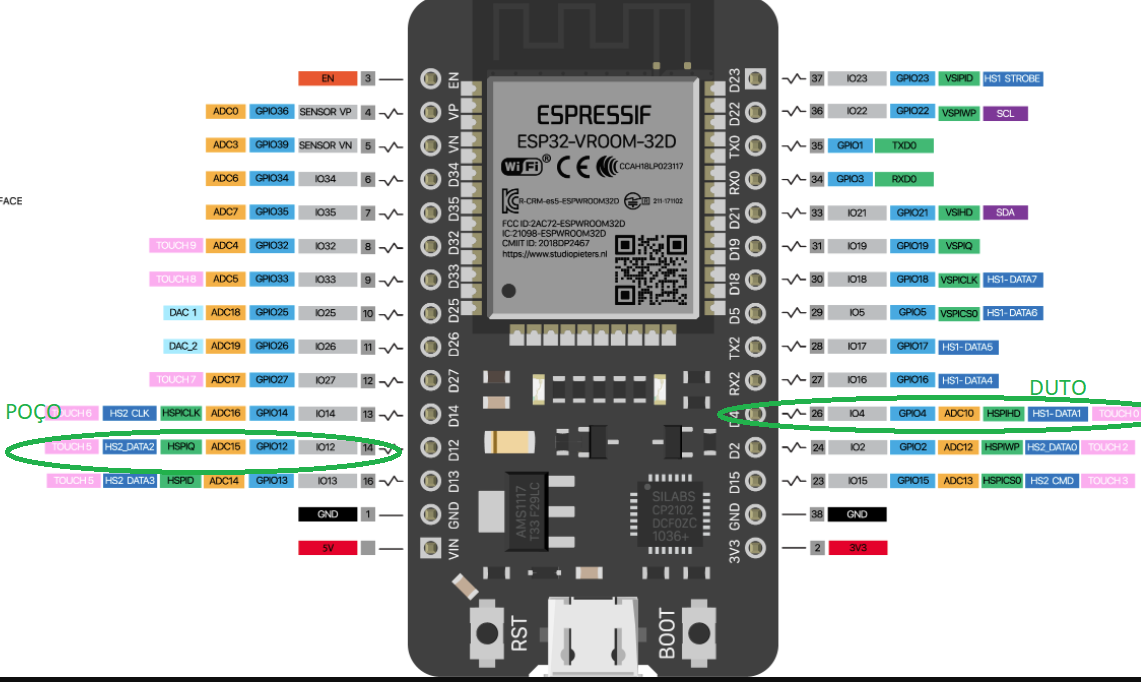 EN 3 EN
ADC0 GPIO36 SENSOR VP 4 VP
ADC3 GPIO39 SENSOR VN 5 VN
FACE
ADC6 GPIO34 IO34 6 D34
ADC7 GPIO35 IO35 7 D35
TOUCH 9 ADC4 GPIO32 IO32 8 D32
TOUCH 8 ADC5 GPIO33 IO33 9 D33
DAC 1 ADC18 GPIO25 IO25 10 D25
DAC_2 ADC19 GPIO26 IO26 11 D26
TOUCH 7 ADC17 GPIO27 IO27 12 D27
POÇO
TOUCH 6 HS2 CLK HSPICLK ADC16 GPIO14 IO14 13 D14
TOUCH 5 HS2_DATA2 HSPIQ ADC15 GPIO12 IO12 14 D12
TOUCH 5 HS2 DATA3 HSPID ADC14 GPIO13 IO13 16 D13
GND 1 GND
5V VIN
ESPRESSIF
ESP32-VROOM-32D
WiFi ® CE CCAH18LP023117
R-CRM-es5-ESPWROOM32D 211-171102
FCC ID:2AC72-ESPWROOM32D
IC:21098-ESPWROOM32D
CMIIT ID: 2018DP2467
https://www.studiopieters.nl
AMS1117
T33 F29LC
SILABS
CP2102
DCF0ZC
1036+
RST
BOOT
D23 37 IO23 GPIO23 VSPIPID HS1 STROBE
D22 36 IO22 GPIO22 VSPIWP SCL
TX0 35 GPIO1 TXD0
RX0 34 GPIO3 RXD0
D21 33 IO21 GPIO21 VSIHD SDA
D19 31 IO19 GPIO19 VSPIQ
D18 30 IO18 GPIO18 VSPICLK HS1-DATA7
D5 29 IO5 GPIO5 VSPICS0 HS1-DATA6
TX2 28 IO17 GPIO17 HS1-DATA5
RX2 27 IO16 GPIO16 HS1-DATA4
DUTO
D4 26 IO4 GPIO4 ADC10 HSPIHD HS1-DATA1 TOUCH 0
D2 24 IO2 GPIO2 ADC12 HSPIWP HS2_DATA0 TOUCH 2
D15 23 IO15 GPIO15 ADC13 HSPICS0 HS2 CMD TOUCH 3
GND 38 GND
3V3 2 3V3